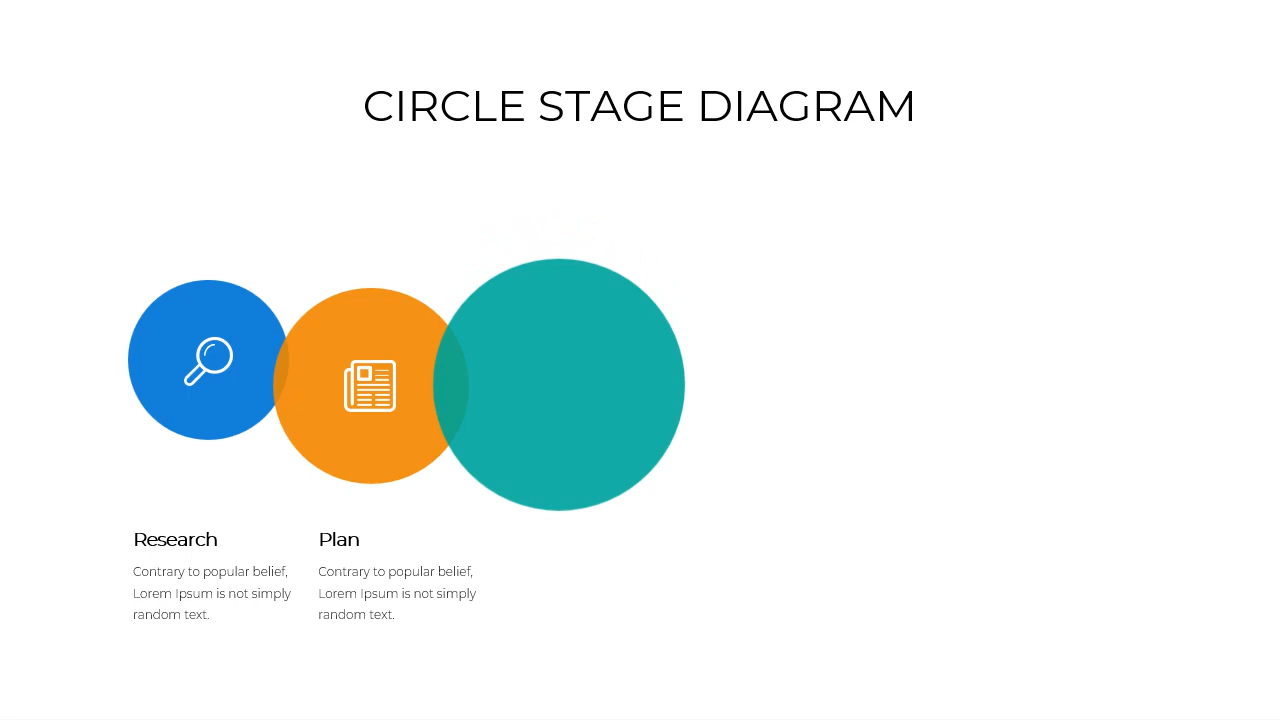 CIRCLE STAGE DIAGRAM
Research
Contrary to popular belief,
Lorem Ipsum is not simply
random text.
Plan
Contrary to popular belief,
Lorem Ipsum is not simply
random text.